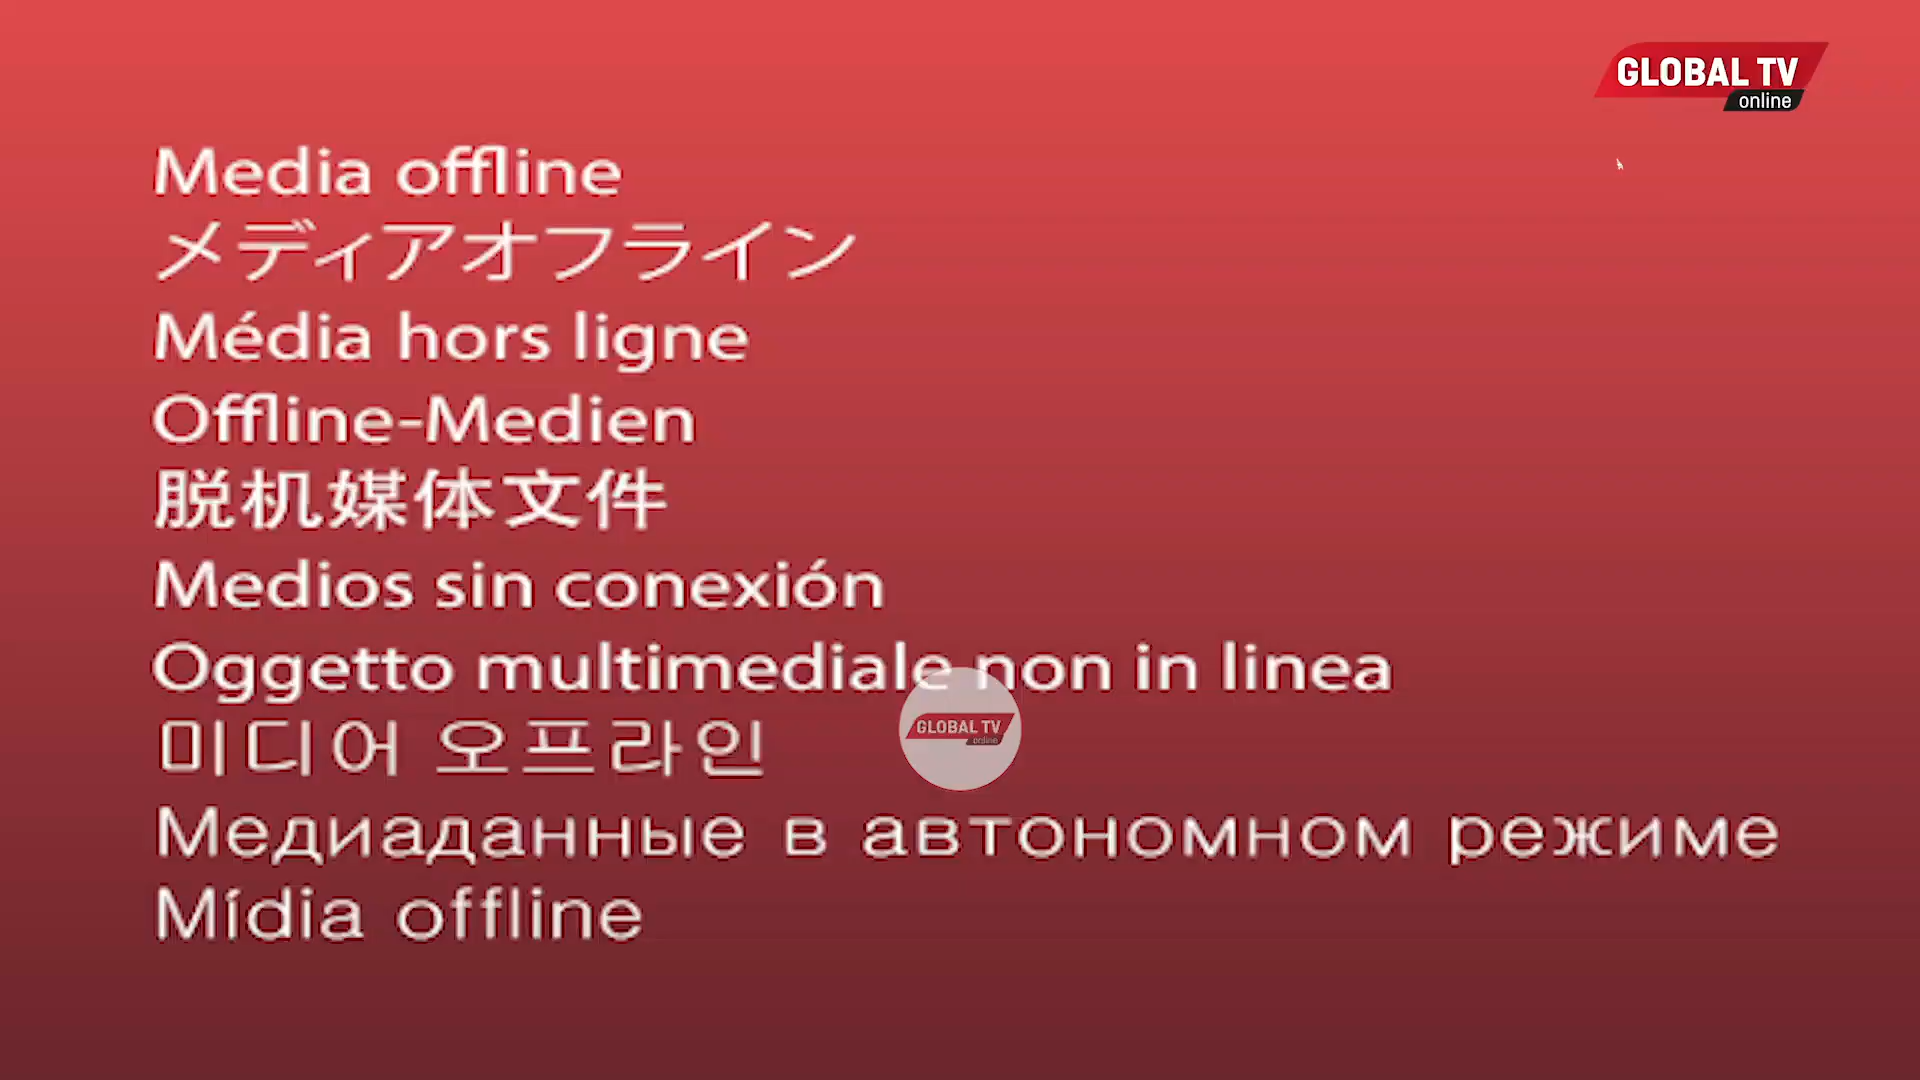 GLOBAL TV
online
Media offline
メディアオフライン
Média hors ligne
Offline-Medien
脱机媒体文件
Medios sin conexión
Oggetto multimediale non in linea
미디어 오프라인
GLOBAL TV
online
Медиаданные в автономном режиме
Mídia offline